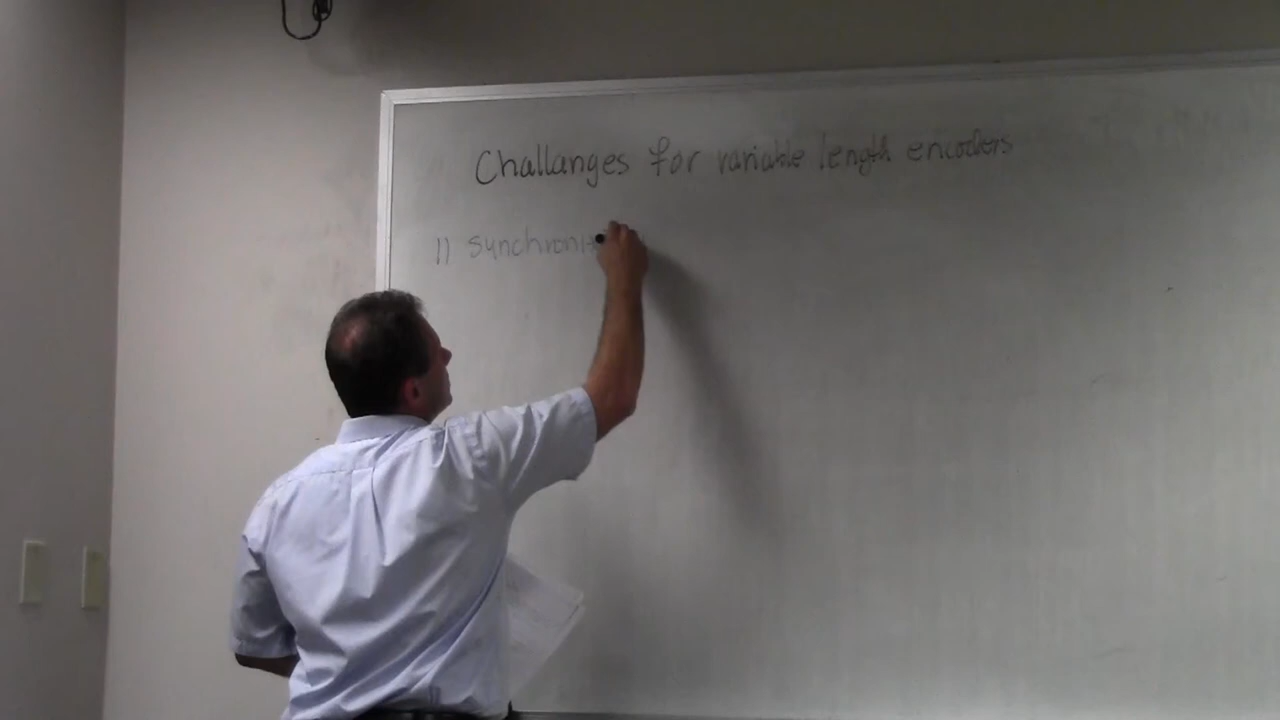 Challanges for variable length encoders
1) synchroni